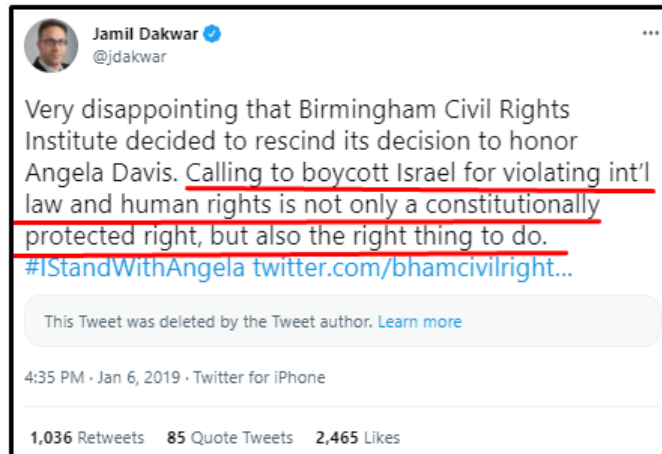 Jamil Dakwar
@jdakwar
Very disappointing that Birmingham Civil Rights
Institute decided to rescind its decision to honor
Angela Davis. Calling to boycott Israel for violating int'l
law and human rights is not only a constitutionally
protected right, but also the right thing to do.
#IStandWithAngela twitter.com/bhamcivilright...
This Tweet was deleted by the Tweet author. Learn more
4:35 PM · Jan 6, 2019 · Twitter for iPhone
1,036 Retweets 85 Quote Tweets 2,465 Likes